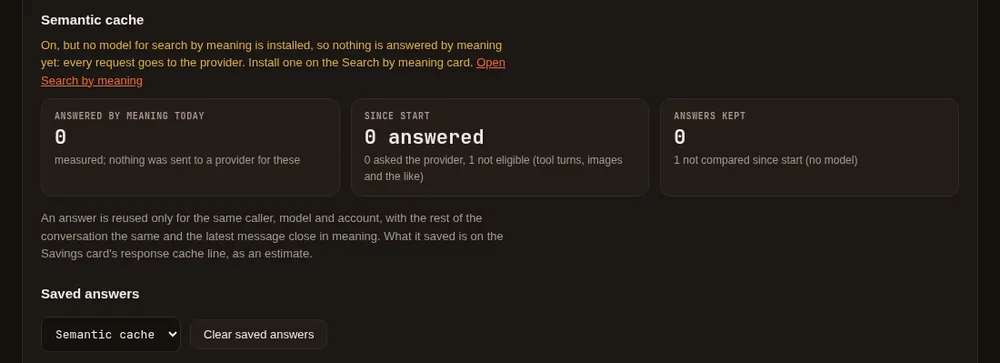 Semantic cache
On, but no model for search by meaning is installed, so nothing is answered by meaning
yet: every request goes to the provider. Install one on the Search by meaning card. Open
Search by meaning
ANSWERED BY MEANING TODAY
0
measured; nothing was sent to a provider for these
SINCE START
0 answered
0 asked the provider, 1 not eligible (tool turns, images
and the like)
ANSWERS KEPT
0
1 not compared since start (no model)
An answer is reused only for the same caller, model and account, with the rest of the
conversation the same and the latest message close in meaning. What it saved is on the
Savings card's response cache line, as an estimate.
Saved answers
Semantic cache
Clear saved answers